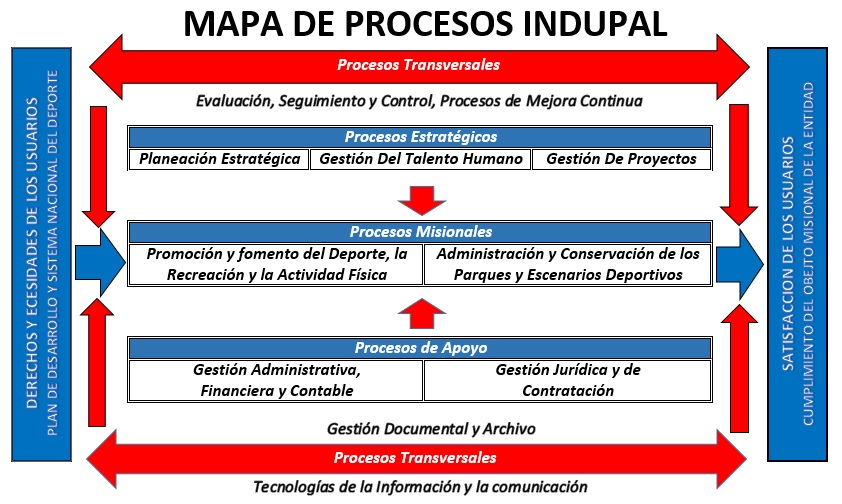 MAPA DE PROCESOS INDUPAL
DERECHOS Y ECESIDADES DE LOS USUARIOS
PLAN DE DESARROLLO Y SISTEMA NACIONAL DEL DEPORTE
Procesos Transversales
Evaluación, Seguimiento y Control, Procesos de Mejora Continua
Procesos Estratégicos
Planeación Estratégica
Gestión Del Talento Humano
Gestión De Proyectos
Procesos Misionales
Promoción y fomento del Deporte, la
Recreación y la Actividad Física
Administración y Conservación de los
Parques y Escenarios Deportivos
Procesos de Apoyo
Gestión Administrativa,
Financiera y Contable
Gestión Jurídica y de
Contratación
Gestión Documental y Archivo
Procesos Transversales
Tecnologías de la Información y la comunicación
SATISFACCION DE LOS USUARIOS
CUMPLIMIENTO DEL OBEJTO MISIONAL DE LA ENTIDAD